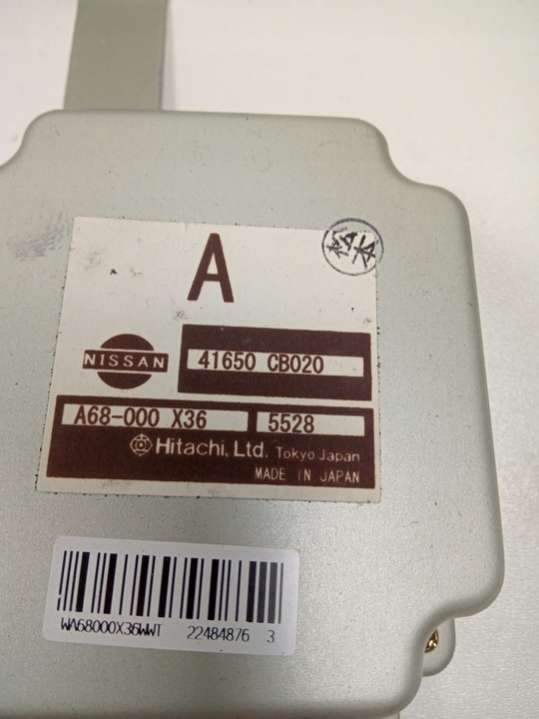 A
NISSAN
41650 CB020
A68-000 X36
5528
Hitachi, Ltd. Tokyo Japan
MADE IN JAPAN
WA68000X36WWT 22484876 3